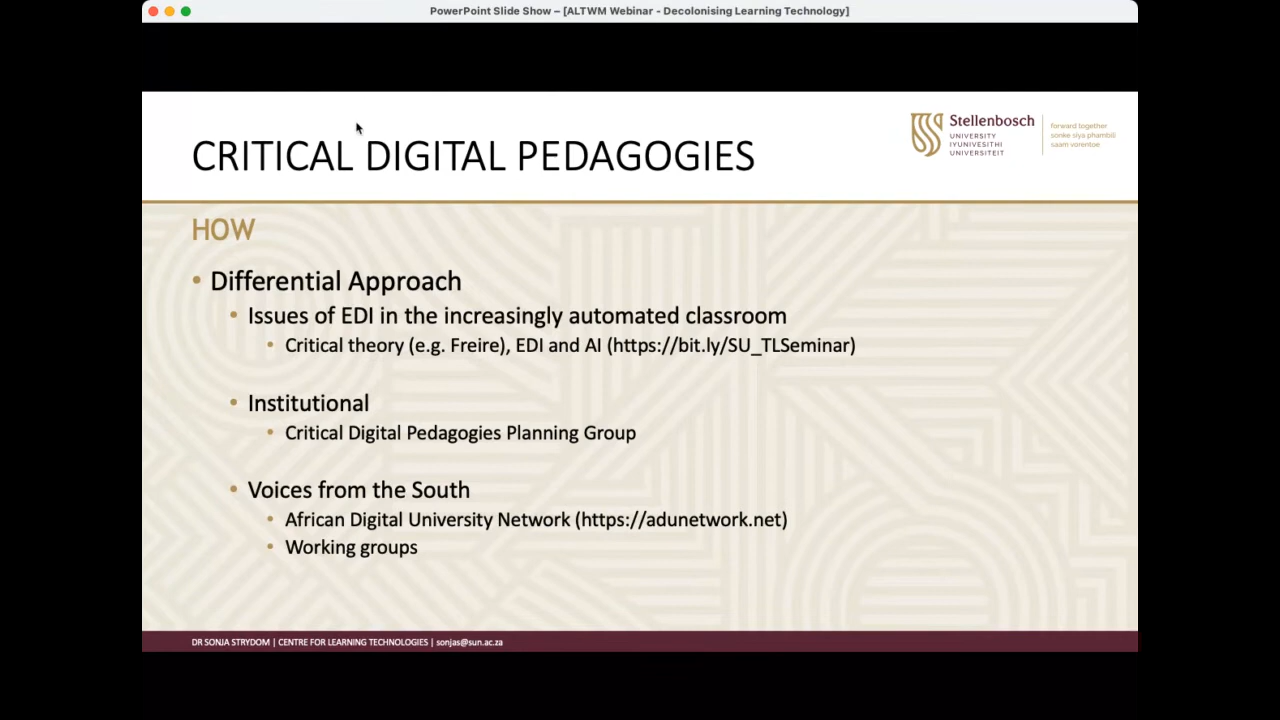 PowerPoint Slide Show – [ALTWM Webinar - Decolonising Learning Technology]
CRITICAL DIGITAL PEDAGOGIES
Stellenbosch
UNIVERSITY
IYUNIVESITHI
UNIVERSITEIT
forward together
sonke siya phambili
saam vorentoe
HOW
• Differential Approach
• Issues of EDI in the increasingly automated classroom
• Critical theory (e.g. Freire), EDI and AI (https://bit.ly/SU_TLSeminar)
• Institutional
• Critical Digital Pedagogies Planning Group
• Voices from the South
• African Digital University Network (https://adunetwork.net)
• Working groups
DR SONJA STRYDOM | CENTRE FOR LEARNING TECHNOLOGIES | sonjas@sun.ac.za